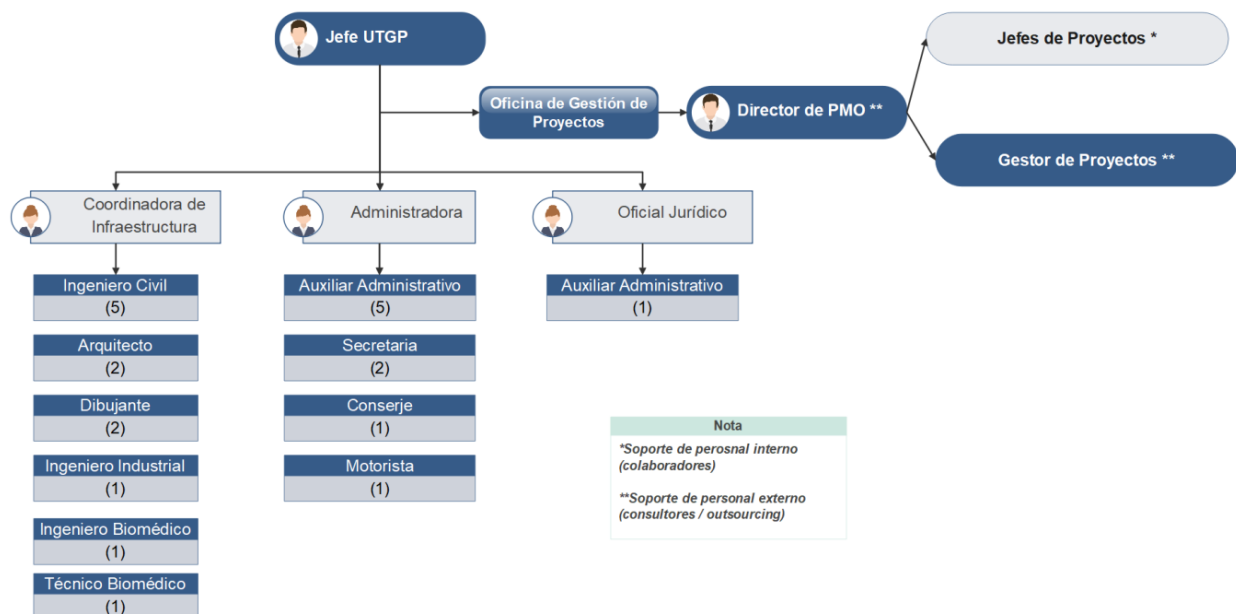 Jefe UTGP
Jefes de Proyectos *
Oficina de Gestión de
Proyectos
Director de PMO **
Gestor de Proyectos **
Coordinadora de
Infraestructura
Administradora
Oficial Jurídico
Ingeniero Civil
(5)
Arquitecto
(2)
Dibujante
(2)
Ingeniero Industrial
(1)
Ingeniero Biomédico
(1)
Técnico Biomédico
(1)
Auxiliar Administrativo
(5)
Secretaria
(2)
Conserje
(1)
Motorista
(1)
Auxiliar Administrativo
(1)
Nota
*Soporte de perosnal interno
(colaboradores)
**Soporte de personal externo
(consultores / outsourcing)